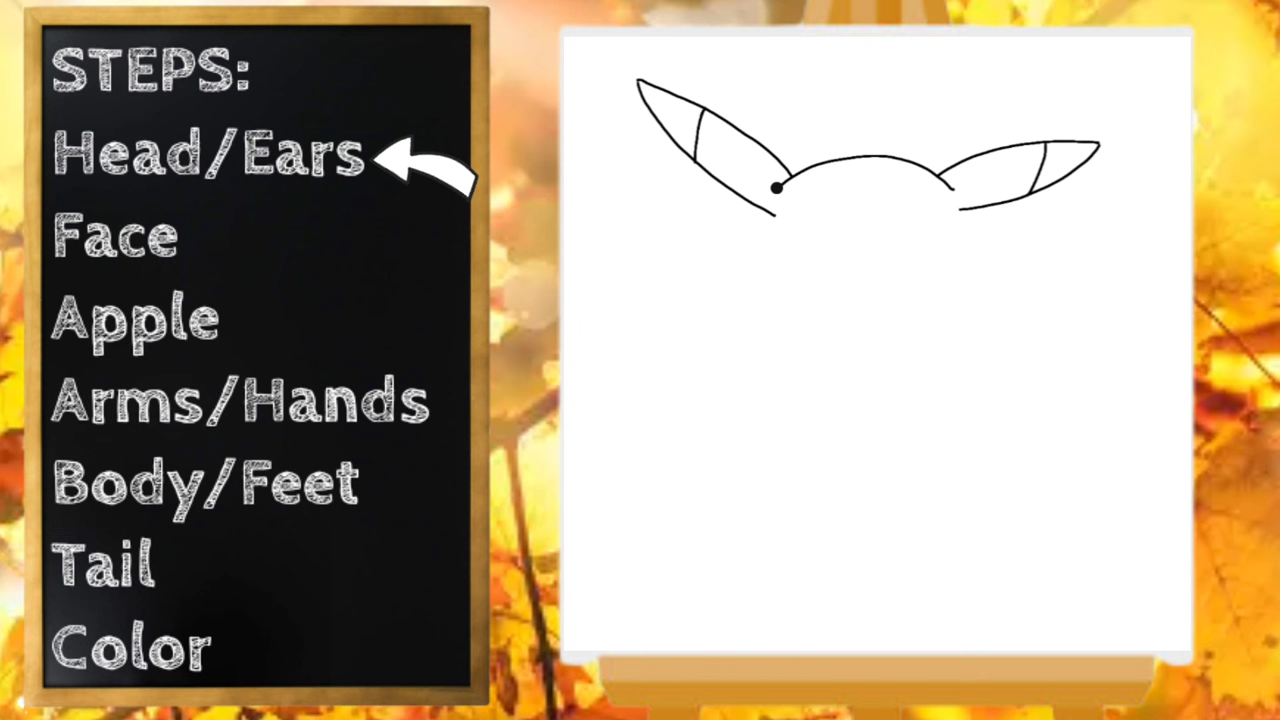 STEPS:
Head/Ears
Face
Apple
Arms/Hands
Body/Feet
Tail
Color